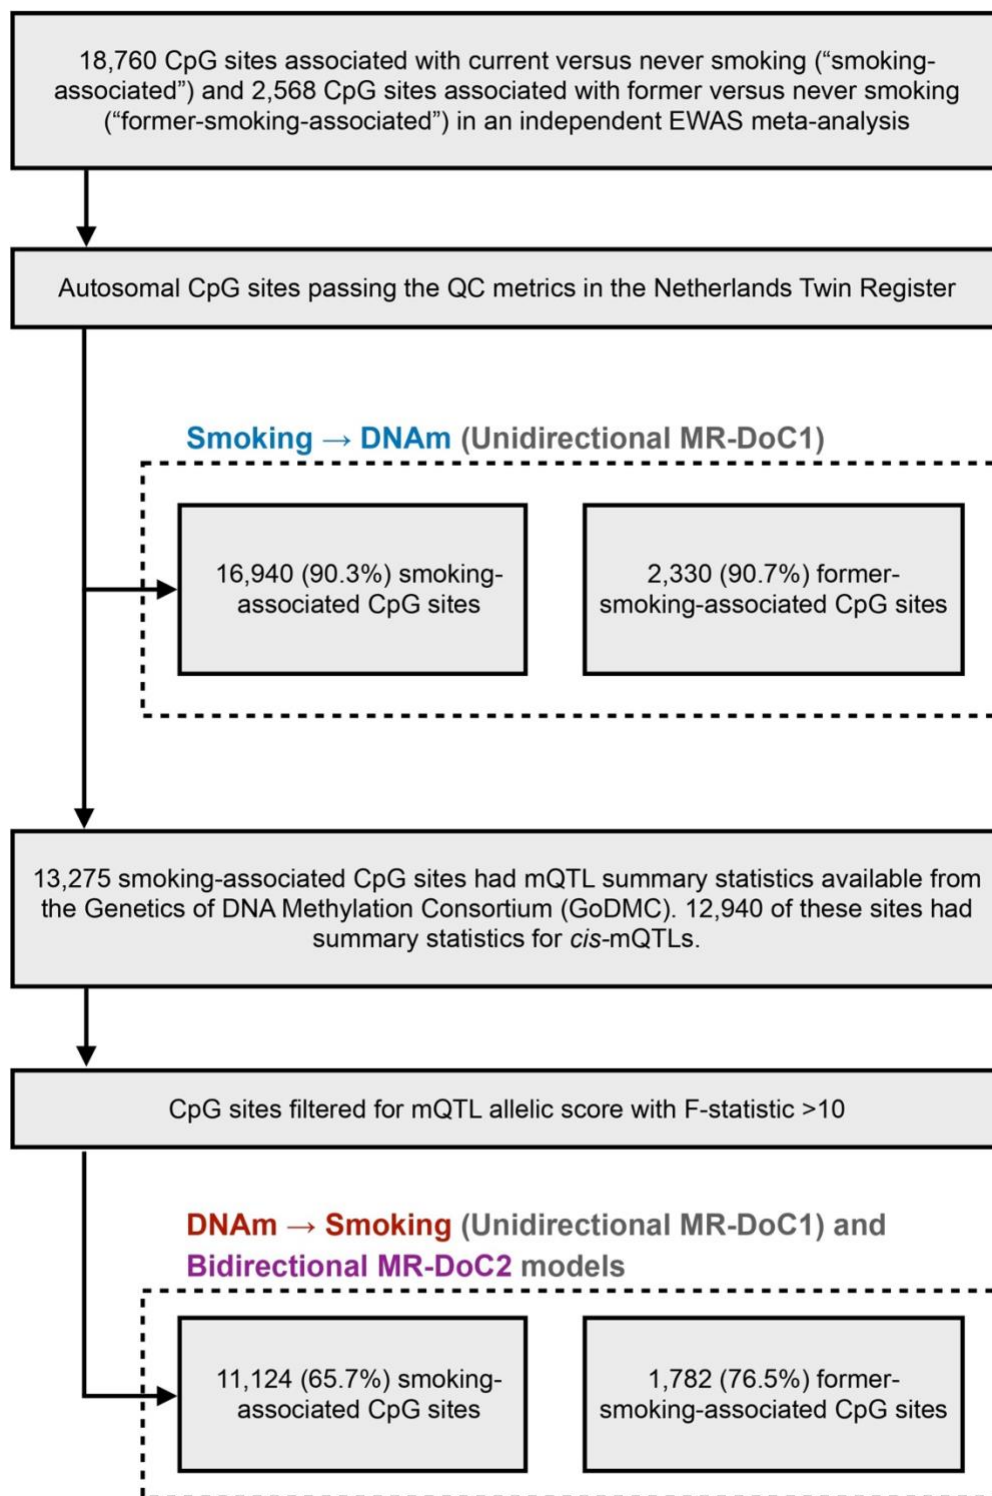 18,760 CpG sites associated with current versus never smoking (“smoking-
associated”) and 2,568 CpG sites associated with former versus never smoking
(“former-smoking-associated”) in an independent EWAS meta-analysis
Autosomal CpG sites passing the QC metrics in the Netherlands Twin Register
Smoking → DNAm (Unidirectional MR-DoC1)
16,940 (90.3%) smoking-
associated CpG sites
2,330 (90.7%) former-
smoking-associated CpG sites
13,275 smoking-associated CpG sites had mQTL summary statistics available from
the Genetics of DNA Methylation Consortium (GoDMC). 12,940 of these sites had
summary statistics for cis-mQTLs.
CpG sites filtered for mQTL allelic score with F-statistic >10
DNAm → Smoking (Unidirectional MR-DoC1) and
Bidirectional MR-DoC2 models
11,124 (65.7%) smoking-
associated CpG sites
1,782 (76.5%) former-
smoking-associated CpG sites